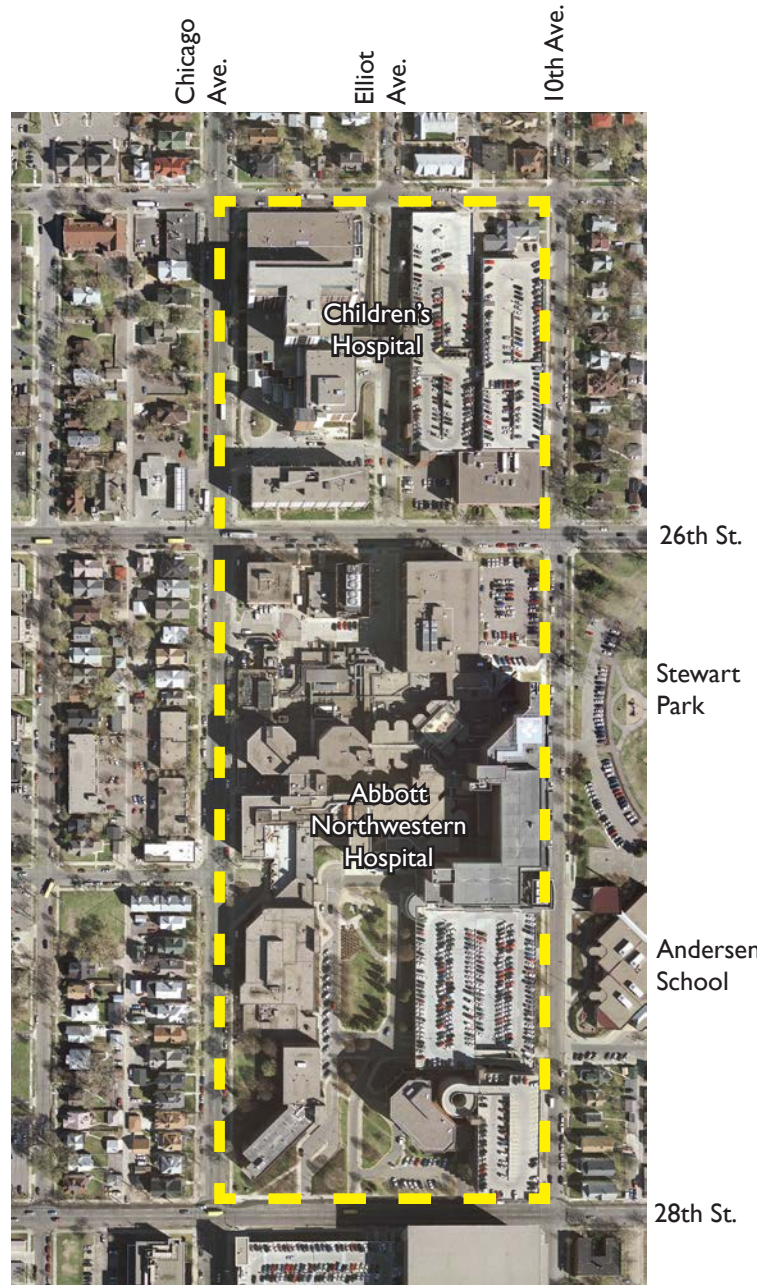 Chicago
Ave.
Elliot
Ave.
10th Ave.
Children's
Hospital
26th St.
Stewart
Park
Abbott
Northwestern
Hospital
Andersen
School
28th St.